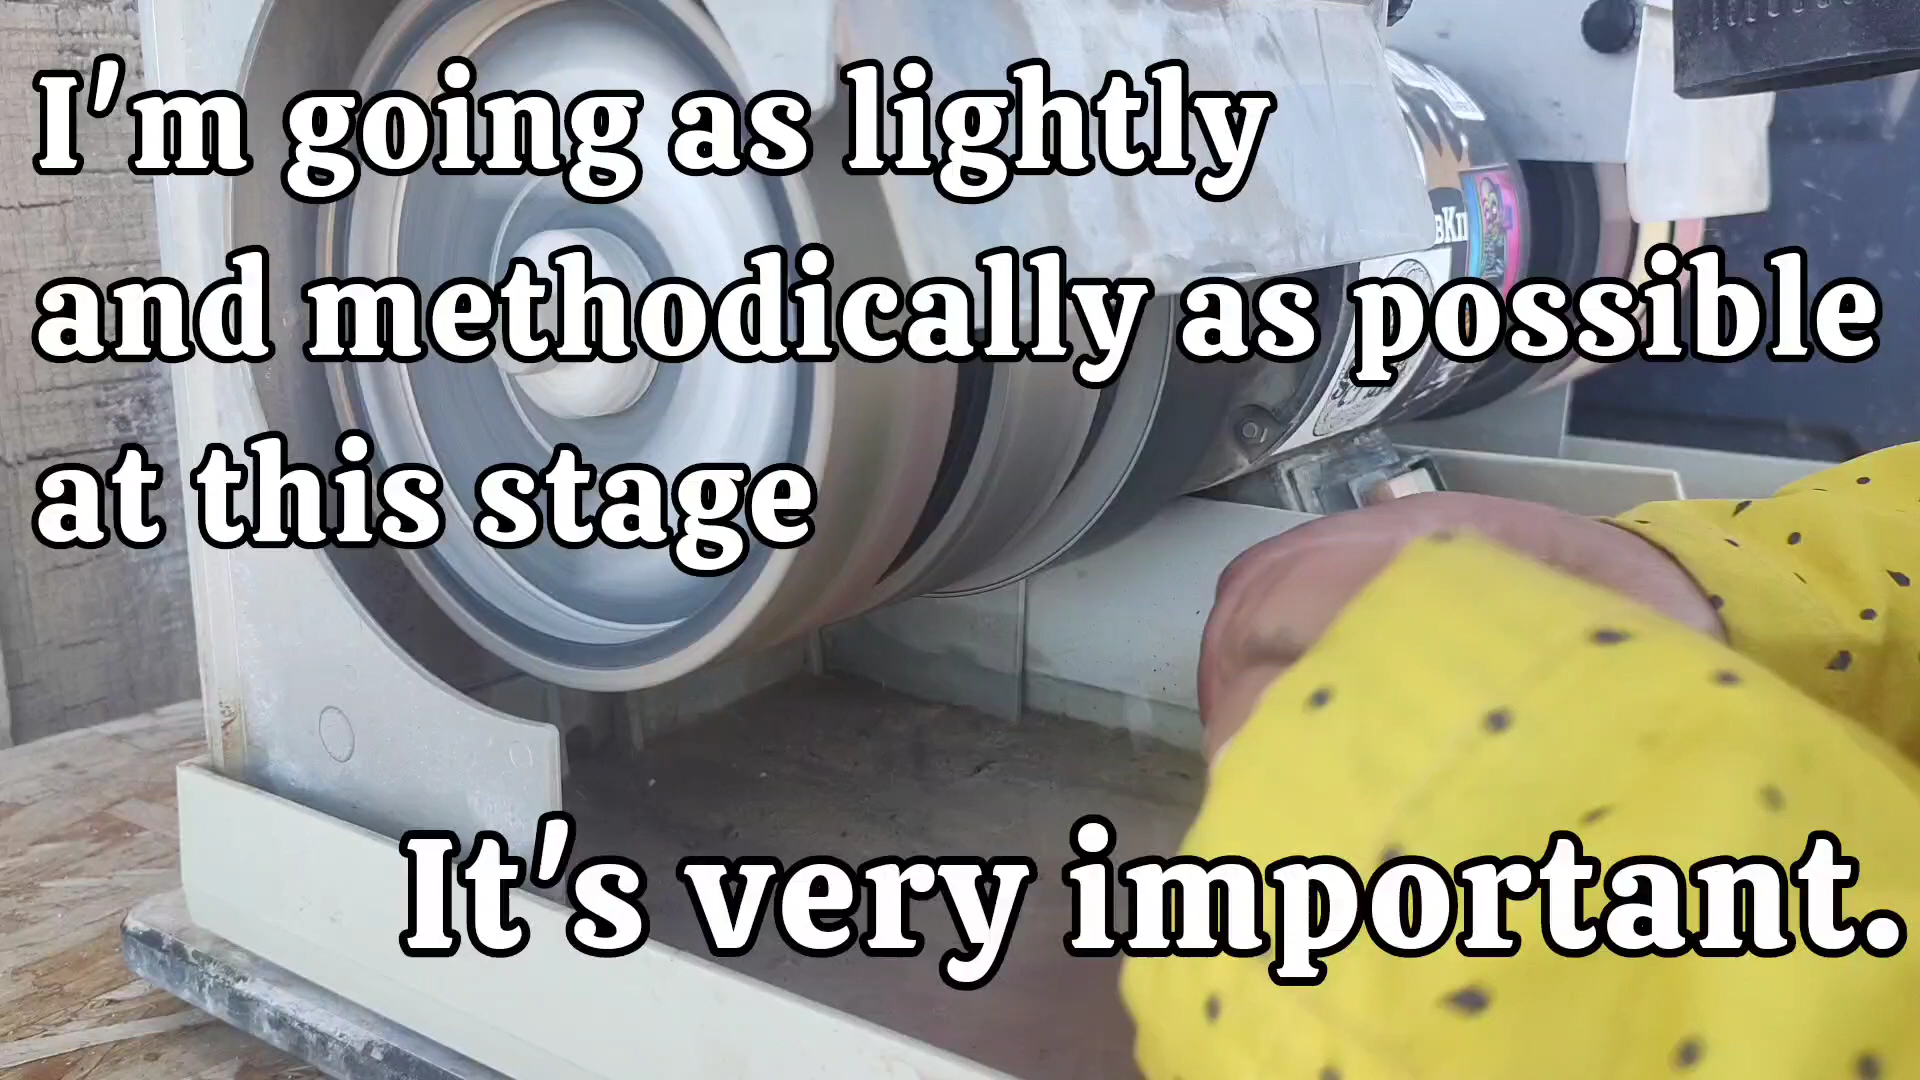 I'm going as lightly
and methodically as possible
at this stage
It's very important.